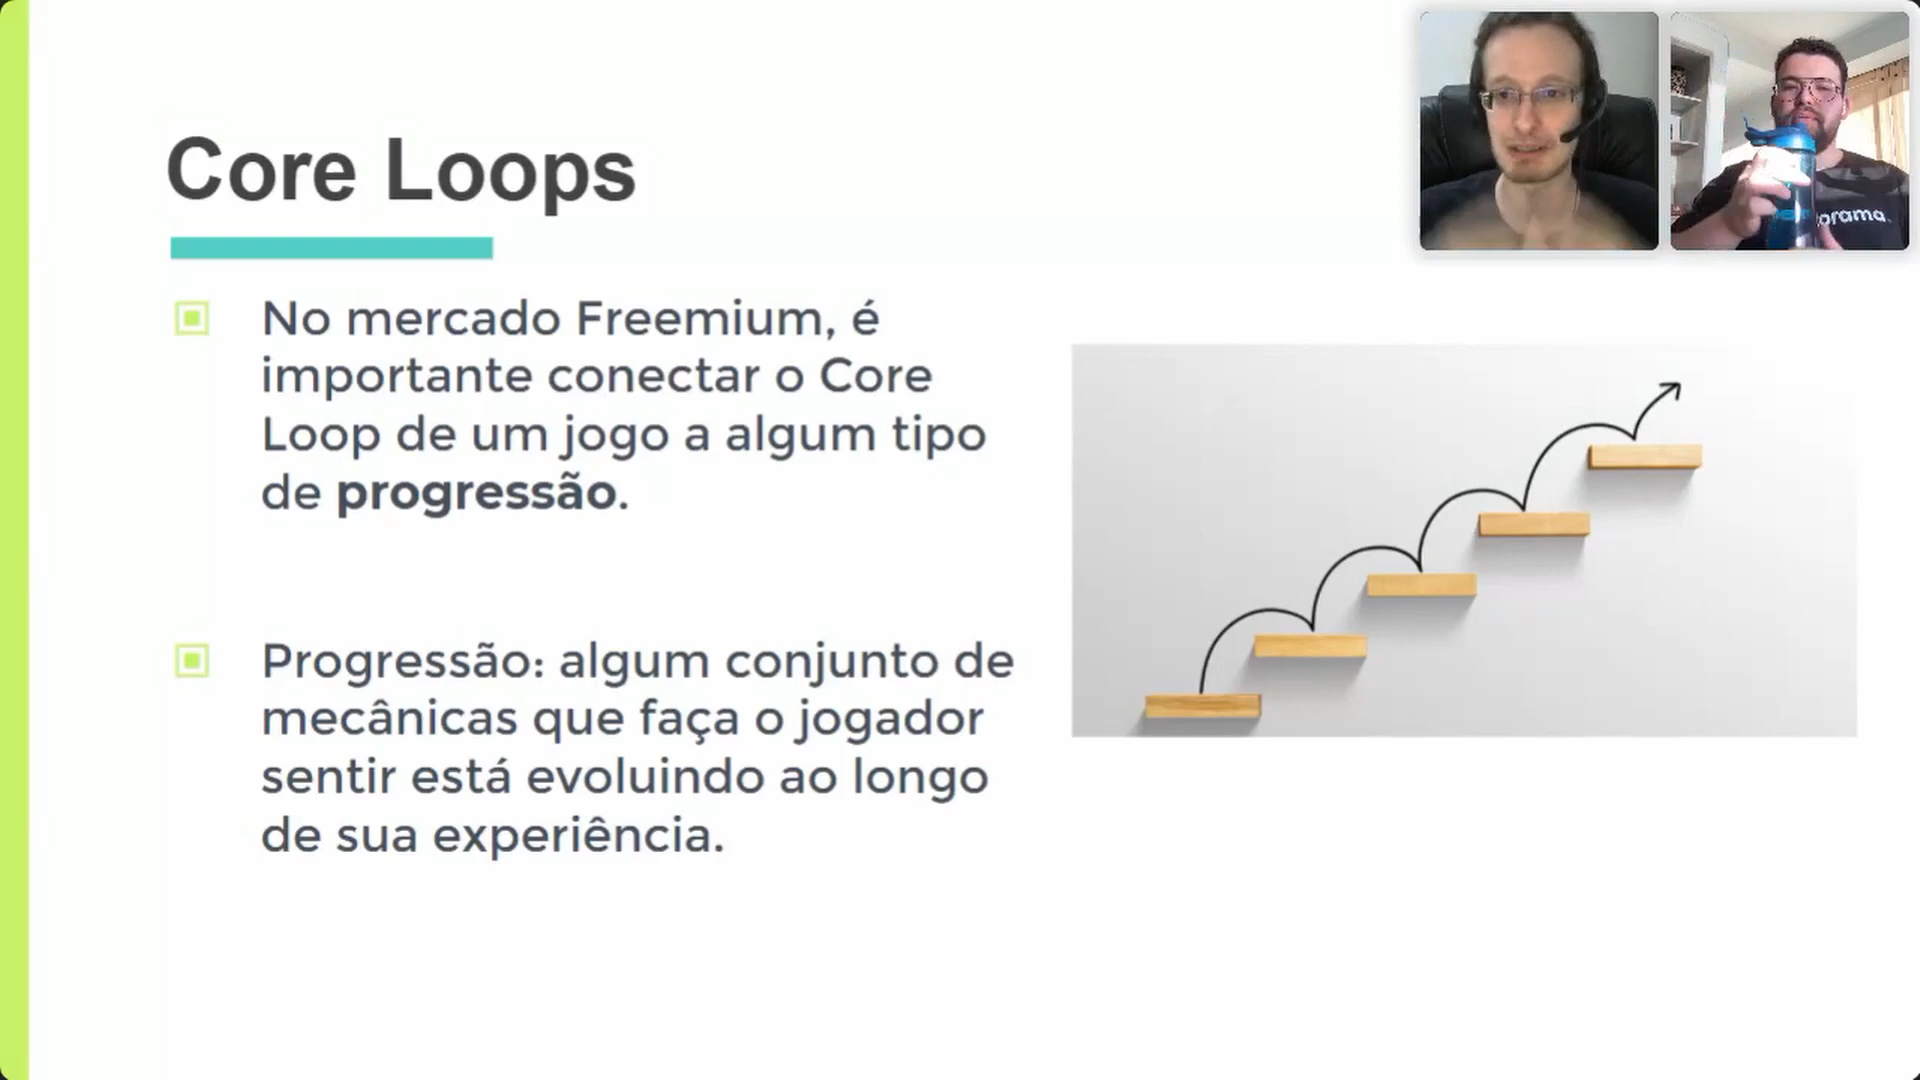 Core Loops
No mercado Freemium, é
importante conectar o Core
Loop de um jogo a algum tipo
de progressão.
Progressão: algum conjunto de
mecânicas que faça o jogador
sentir está evoluindo ao longo
de sua experiência.
orama